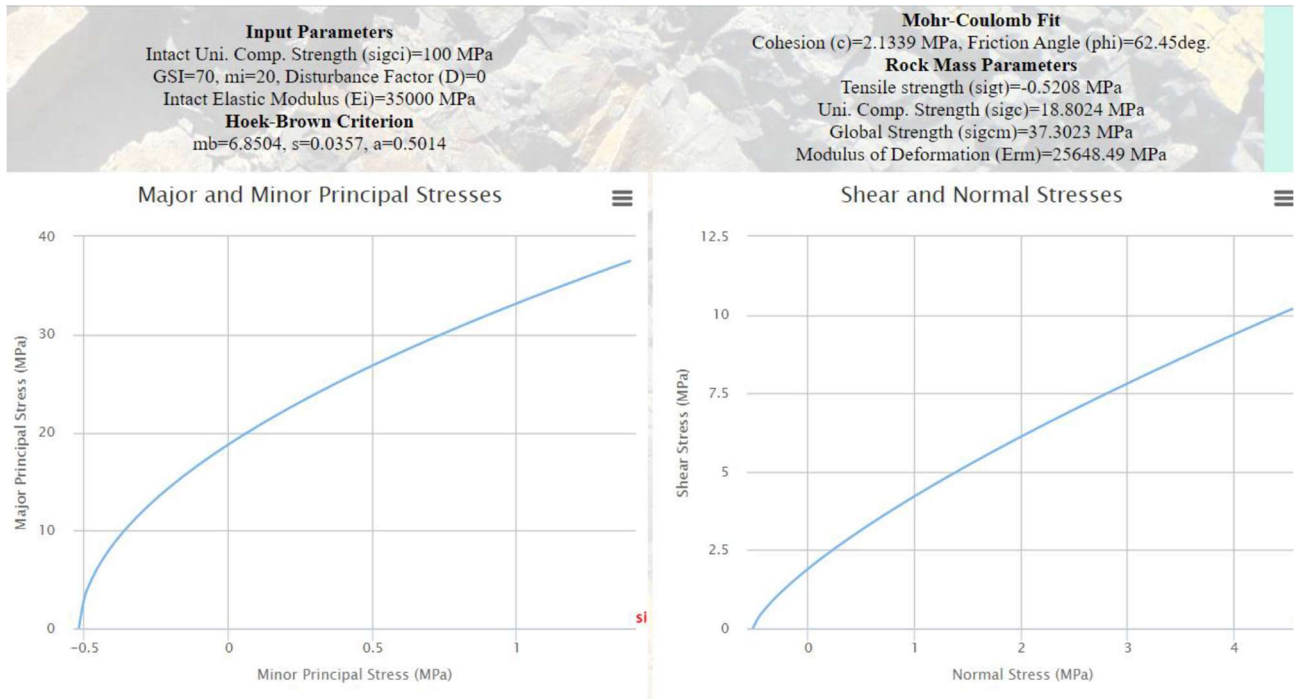 Input Parameters
Intact Uni. Comp. Strength (sigci)=100 MPa
GSI=70, mi=20, Disturbance Factor (D)=0
Intact Elastic Modulus (Ei)=35000 MPa
Hoek-Brown Criterion
mb=6.8504, s=0.0357, a=0.5014
Mohr-Coulomb Fit
Cohesion (c)=2.1339 MPa, Friction Angle (phi)=62.45deg.
Rock Mass Parameters
Tensile strength (sigt)=-0.5208 MPa
Uni. Comp. Strength (sigc)=18.8024 MPa
Global Strength (sigcm)=37.3023 MPa
Modulus of Deformation (Erm)=25648.49 MPa
Major and Minor Principal Stresses
Major Principal Stress (MPa)
40
30
20
10
0
-0.5 0 0.5 1
Minor Principal Stress (MPa)
si
Shear and Normal Stresses
Shear Stress (MPa)
12.5
10
7.5
5
2.5
0
0 1 2 3 4
Normal Stress (MPa)